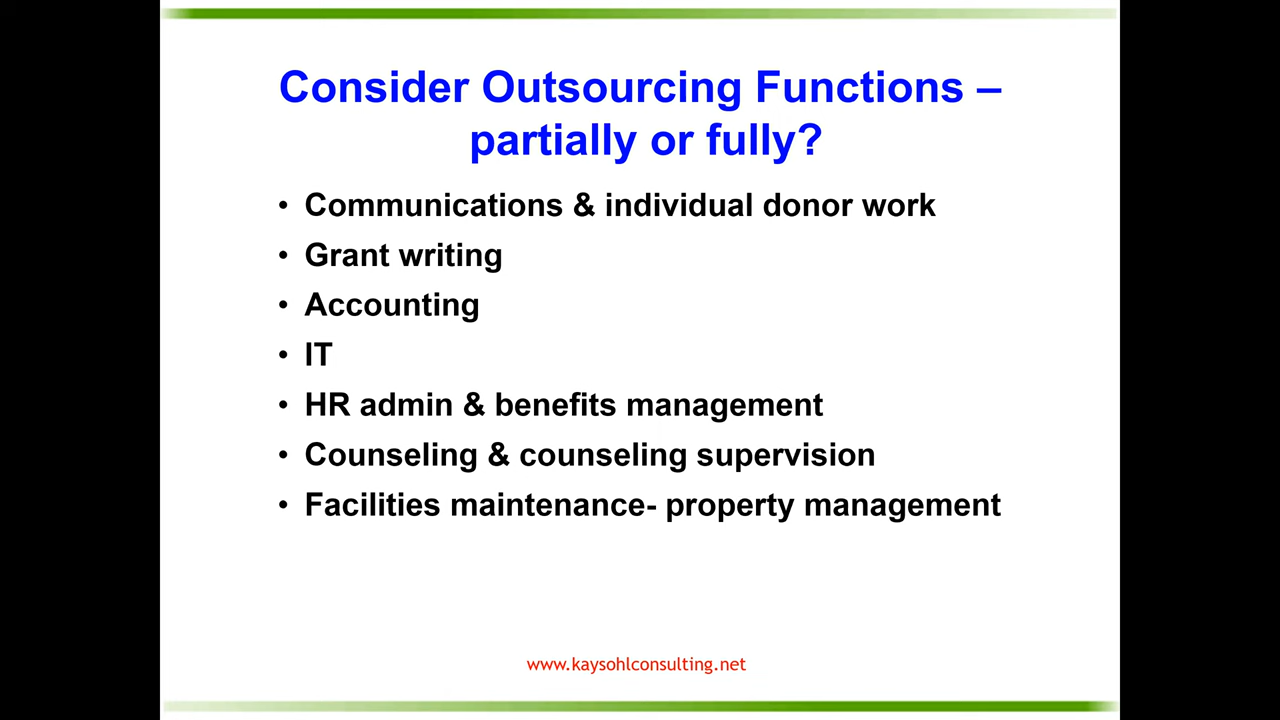 Consider Outsourcing Functions –
partially or fully?
• Communications & individual donor work
• Grant writing
• Accounting
• IT
• HR admin & benefits management
• Counseling & counseling supervision
• Facilities maintenance- property management
www.kaysohlconsulting.net